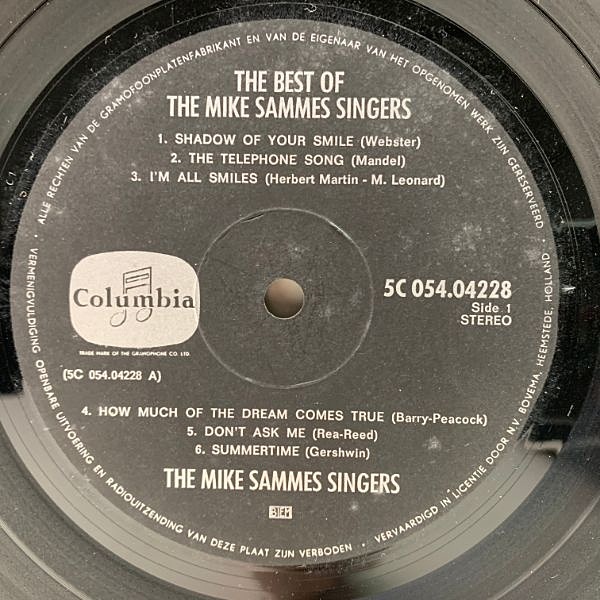 ALLE RECHTEN VAN DE GRAMOFOONPLATENFABRIKANT EN VAN DE EIGENAAR VAN HET OPGENOMEN WERK ZIJN GERESERVEERD
THE BEST OF
THE MIKE SAMMES SINGERS
1. SHADOW OF YOUR SMILE (Webster)
2. THE TELEPHONE SONG (Mandel)
3. I'M ALL SMILES (Herbert Martin - M. Leonard)
Columbia
TRADE MARK OF THE GRAMOPHONE CO. LTD.
(5C 054.04228 A)
5C 054.04228
Side 1
STEREO
4. HOW MUCH OF THE DREAM COMES TRUE (Barry-Peacock)
5. DON'T ASK ME (Rea-Reed)
6. SUMMERTIME (Gershwin)
THE MIKE SAMMES SINGERS
BIEM
· VERMENIGVULDIGING OPENBARE UITVOERING EN RADIOUITZENDING VAN DEZE PLAAT ZIJN VERBODEN ·
VERVAARDIGD IN LICENTIE DOOR N.V. BOVEMA, HEEMSTEDE, HOLLAND ·